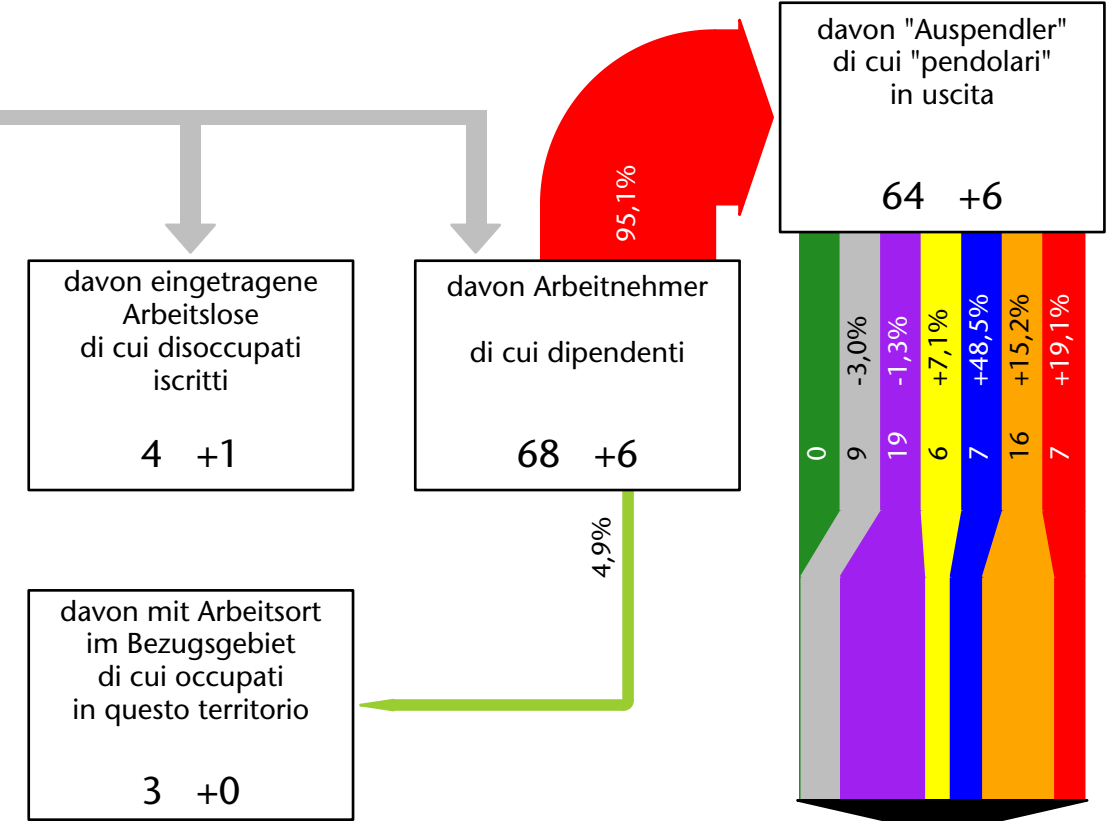 davon "Auspendler"
di cui "pendolari"
in uscita
64 +6
95,1%
davon eingetragene
Arbeitslose
di cui disoccupati
iscritti
4 +1
davon Arbeitnehmer
di cui dipendenti
68 +6
-3,0%
-1,3%
+7,1%
+48,5%
+15,2%
+19,1%
0
9
19
6
7
16
7
4,9%
davon mit Arbeitsort
im Bezugsgebiet
di cui occupati
in questo territorio
3 +0